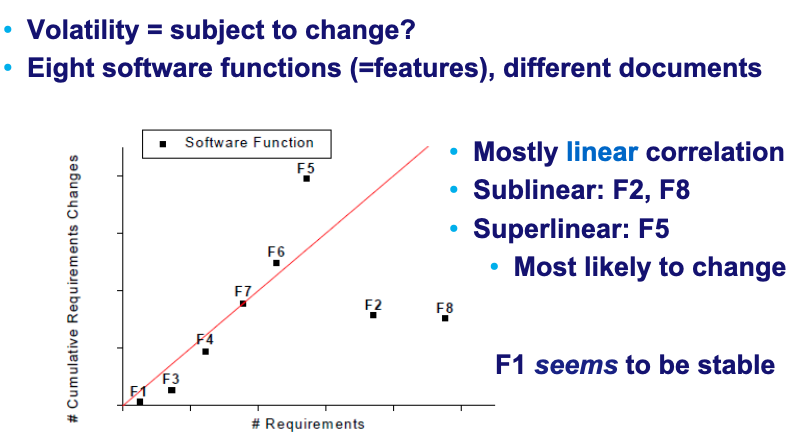 Volatility = subject to change?
Eight software functions (=features), different documents
Software Function
# Cumulative Requirements Changes
F5
F6
F7
F4
F3
F1
F2
F8
# Requirements
Mostly linear correlation
Sublinear: F2, F8
Superlinear: F5
Most likely to change
F1 seems to be stable